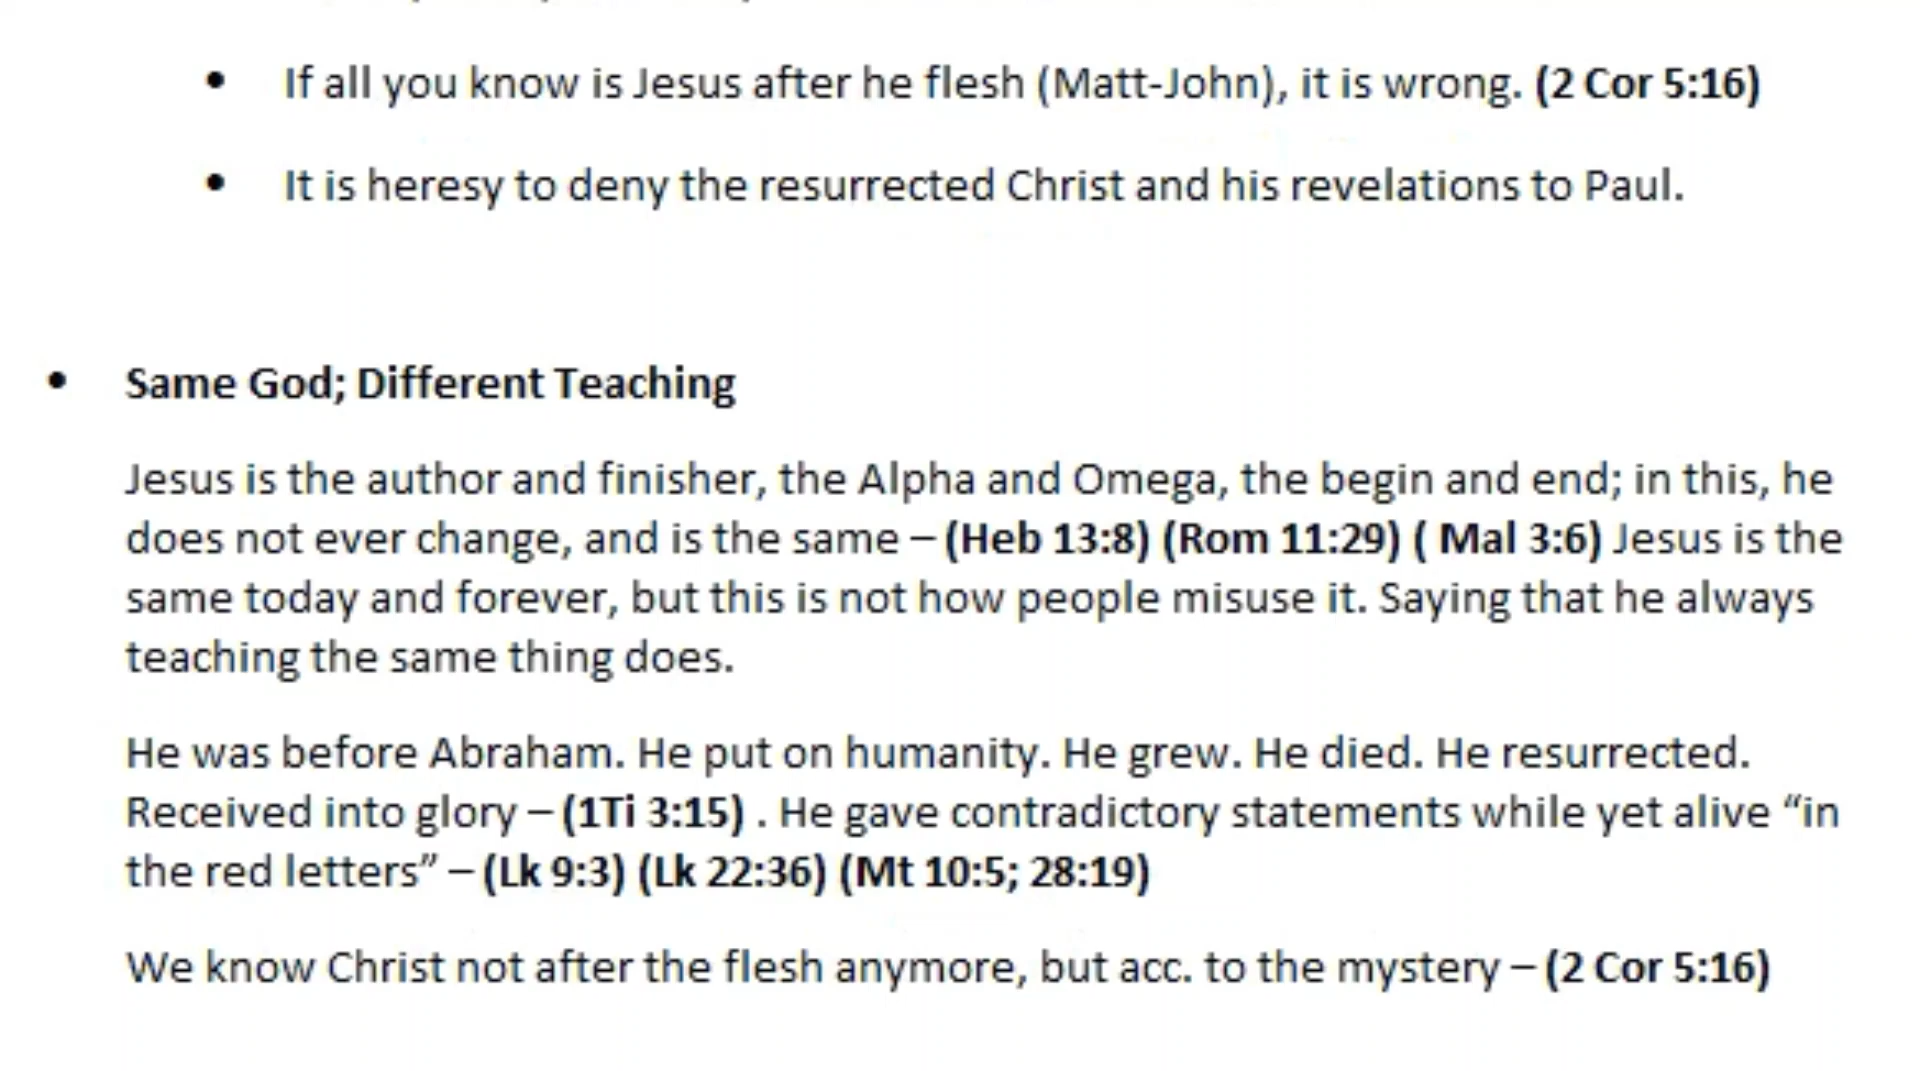 • If all you know is Jesus after he flesh (Matt-John), it is wrong. (2 Cor 5:16)
• It is heresy to deny the resurrected Christ and his revelations to Paul.
• Same God; Different Teaching
Jesus is the author and finisher, the Alpha and Omega, the begin and end; in this, he
does not ever change, and is the same – (Heb 13:8) (Rom 11:29) ( Mal 3:6) Jesus is the
same today and forever, but this is not how people misuse it. Saying that he always
teaching the same thing does.
He was before Abraham. He put on humanity. He grew. He died. He resurrected.
Received into glory – (1Ti 3:15) . He gave contradictory statements while yet alive “in
the red letters” – (Lk 9:3) (Lk 22:36) (Mt 10:5; 28:19)
We know Christ not after the flesh anymore, but acc. to the mystery – (2 Cor 5:16)